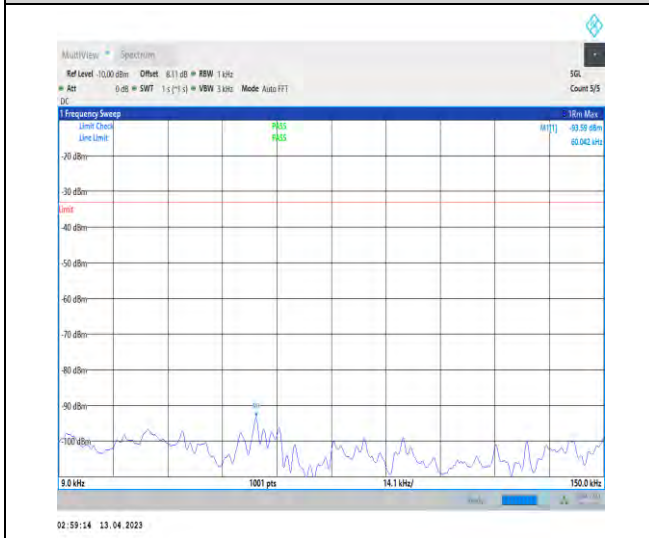 MultiView Spectrum
Ref Level -10.00 dBm Offset 8.11 dB RBW 1 kHz SGL
Att 0 dB SWT 1 s (~1 s) VBW 3 kHz Mode Auto FFT Count 5/5
DC
1 Frequency Sweep 1Rm Max
Limit Check PASS M1[1] -93.59 dBm
Line Limit PASS 60.042 kHz
-20 dBm
-30 dBm
Limit
-40 dBm
-50 dBm
-60 dBm
-70 dBm
-80 dBm
-90 dBm
M1
-100 dBm
9.0 kHz 1001 pts 14.1 kHz/ 150.0 kHz
02:59:14 13.04.2023